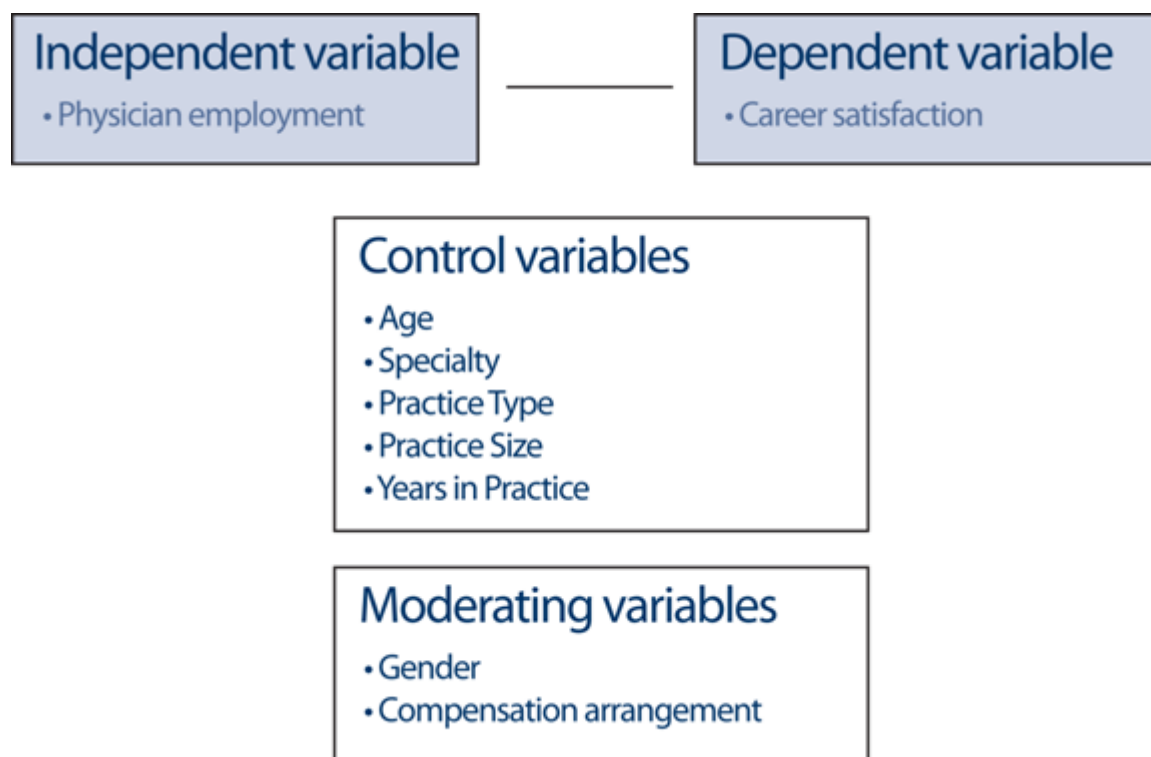 Independent variable
• Physician employment
Dependent variable
• Career satisfaction
Control variables
• Age
• Specialty
• Practice Type
• Practice Size
• Years in Practice
Moderating variables
• Gender
• Compensation arrangement